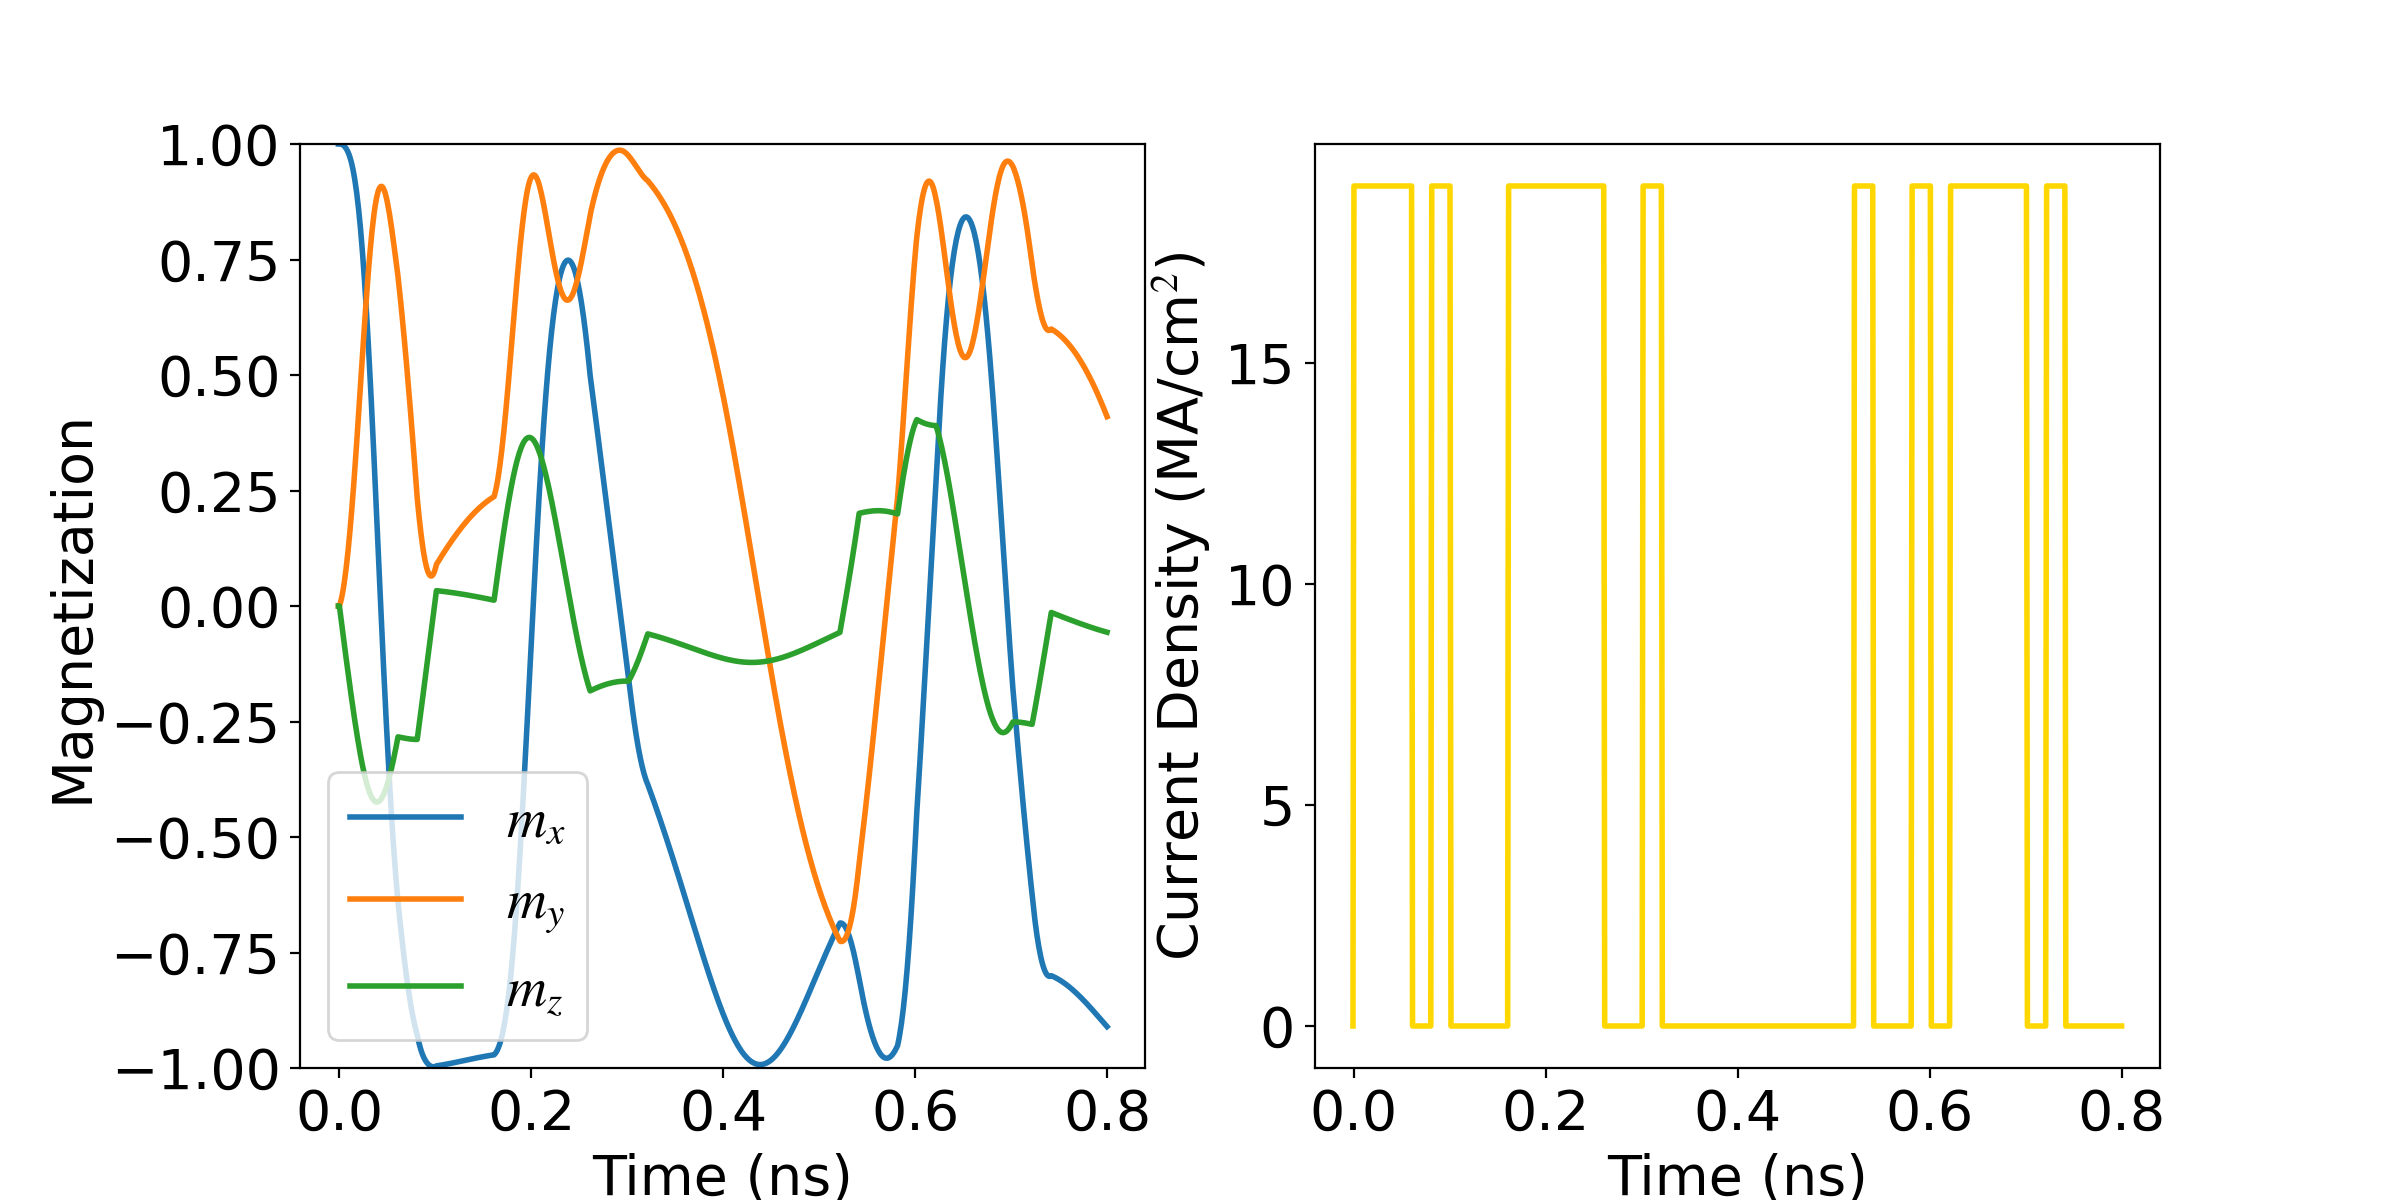 Magnetization
1.00
0.75
0.50
0.25
0.00
−0.25
−0.50
−0.75
−1.00
m_x
m_y
m_z
0.0 0.2 0.4 0.6 0.8
Time (ns)
Current Density (MA/cm²)
15
10
5
0
0.0 0.2 0.4 0.6 0.8
Time (ns)